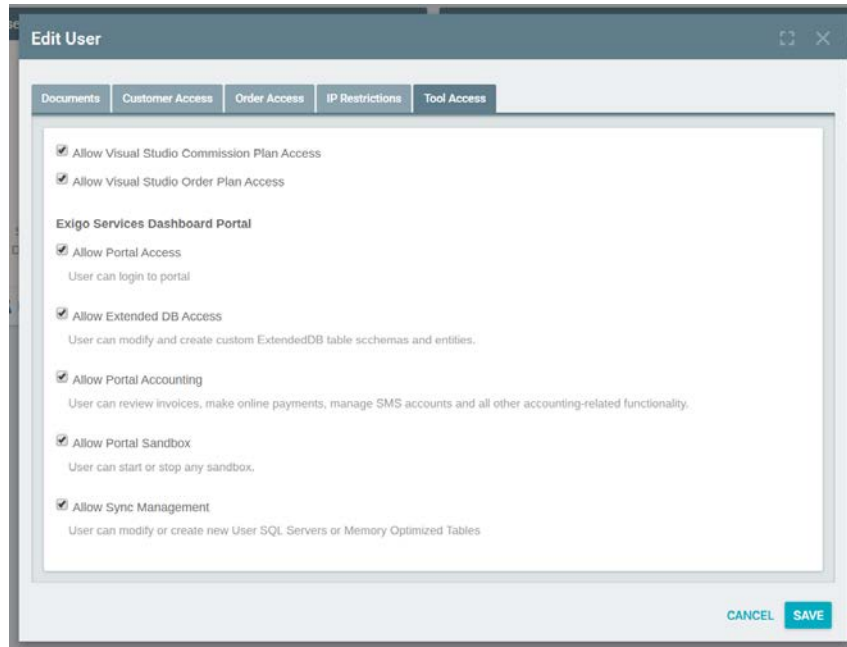 Edit User
Documents Customer Access Order Access IP Restrictions Tool Access
Allow Visual Studio Commission Plan Access
Allow Visual Studio Order Plan Access
Exigo Services Dashboard Portal
Allow Portal Access
User can login to portal
Allow Extended DB Access
User can modify and create custom ExtendedDB table scchemas and entities.
Allow Portal Accounting
User can review invoices, make online payments, manage SMS accounts and all other accounting-related functionality.
Allow Portal Sandbox
User can start or stop any sandbox.
Allow Sync Management
User can modify or create new User SQL Servers or Memory Optimized Tables
CANCEL SAVE